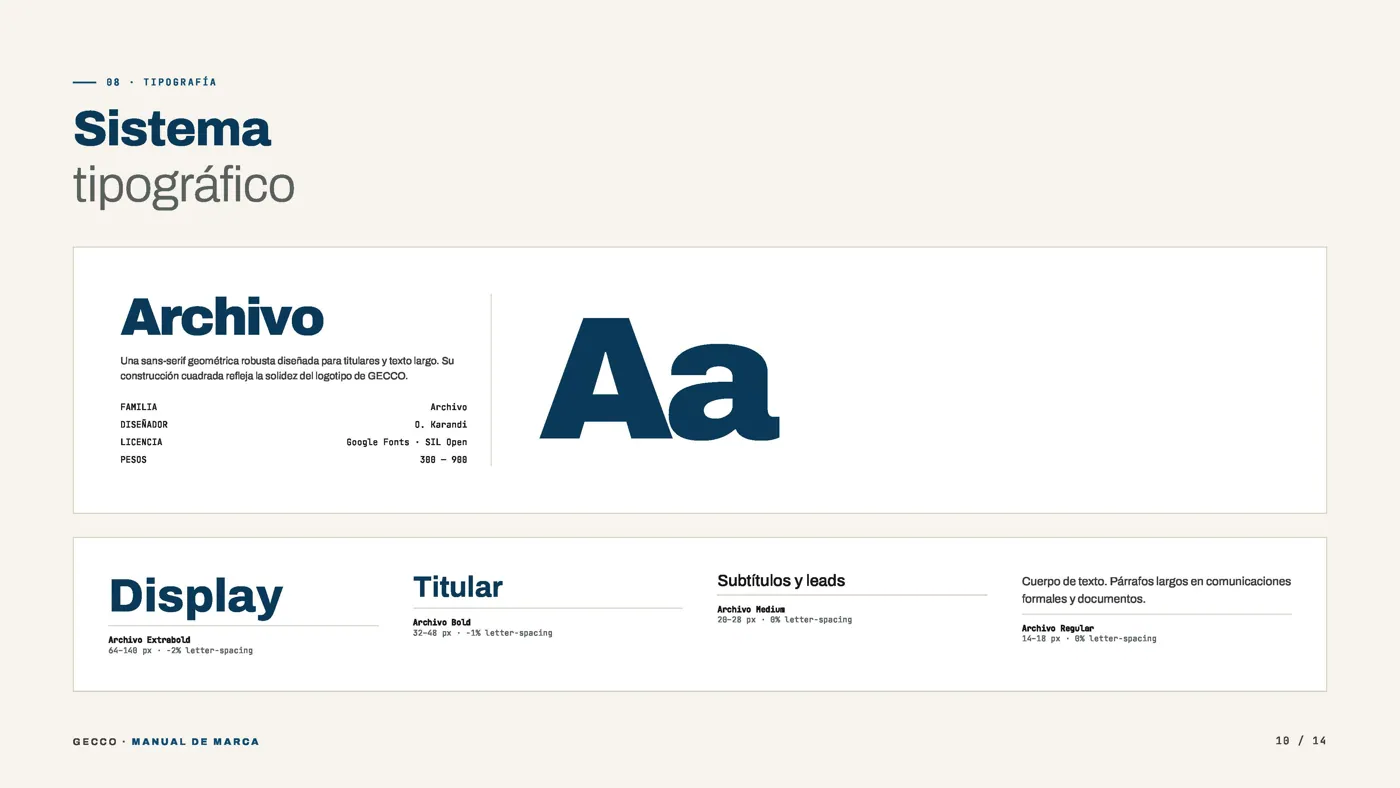 08 · TIPOGRAFÍA
Sistema
tipográfico
Archivo
Una sans-serif geométrica robusta diseñada para titulares y texto largo. Su
construcción cuadrada refleja la solidez del logotipo de GECCO.
FAMILIA Archivo
DISEÑADOR O. Karandi
LICENCIA Google Fonts · SIL Open
PESOS 300 — 900
Aa
Display
Archivo Extrabold
64–140 px · -2% letter-spacing
Titular
Archivo Bold
32–48 px · -1% letter-spacing
Subtítulos y leads
Archivo Medium
20–28 px · 0% letter-spacing
Cuerpo de texto. Párrafos largos en comunicaciones
formales y documentos.
Archivo Regular
14–18 px · 0% letter-spacing
GECCO · MANUAL DE MARCA
10 / 14